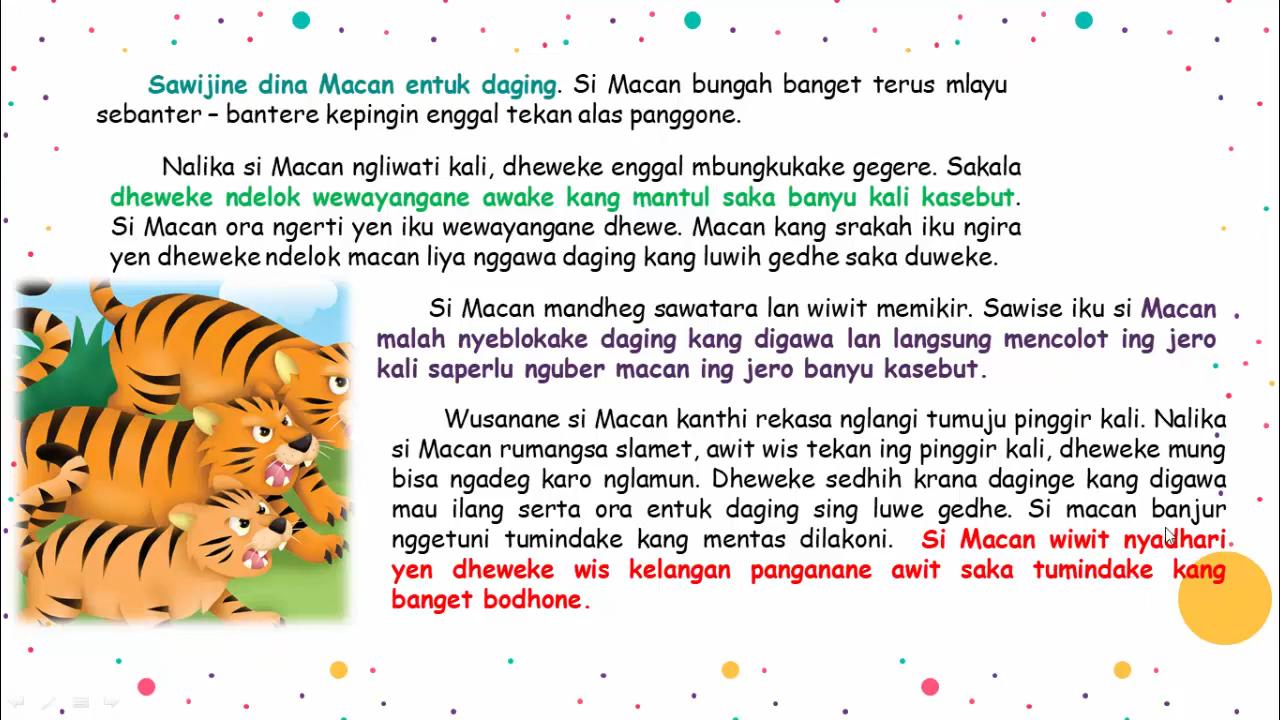 Sawijine dina Macan entuk daging. Si Macan bungah banget terus mlayu
sebanter – bantere kepingin enggal tekan alas panggone.
Nalika si Macan ngliwati kali, dheweke enggal mbungkukake gegere. Sakala
dheweke ndelok wewayangane awake kang mantul saka banyu kali kasebut.
Si Macan ora ngerti yen iku wewayangane dhewe. Macan kang srakah iku ngira
yen dheweke ndelok macan liya nggawa daging kang luwih gedhe saka duweke.
Si Macan mandheg sawatara lan wiwit memikir. Sawise iku si Macan
malah nyeblokake daging kang digawa lan langsung mencolot ing jero
kali saperlu nguber macan ing jero banyu kasebut.
Wusanane si Macan kanthi rekasa nglangi tumuju pinggir kali. Nalika
si Macan rumangsa slamet, awit wis tekan ing pinggir kali, dheweke mung
bisa ngadeg karo nglamun. Dheweke sedhih krana daginge kang digawa
mau ilang serta ora entuk daging sing luwe gedhe. Si macan banjur
nggetuni tumindake kang mentas dilakoni. Si Macan wiwit nyadhari
yen dheweke wis kelangan panganane awit saka tumindake kang
banget bodhone.